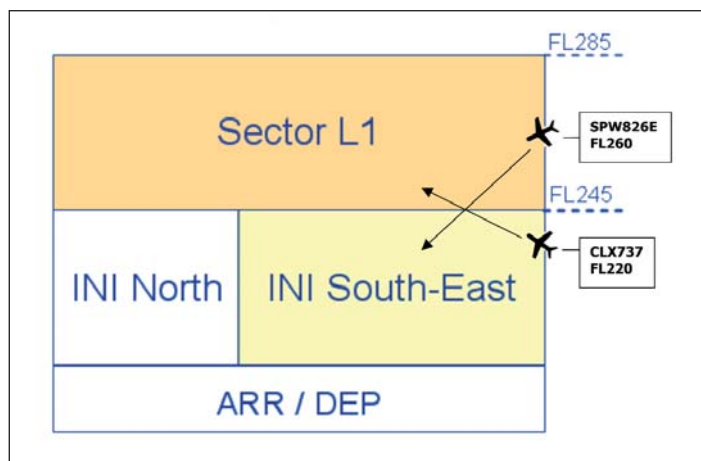 FL285
Sector L1
SPW826E
FL260
FL245
INI North
INI South-East
CLX737
FL220
ARR / DEP